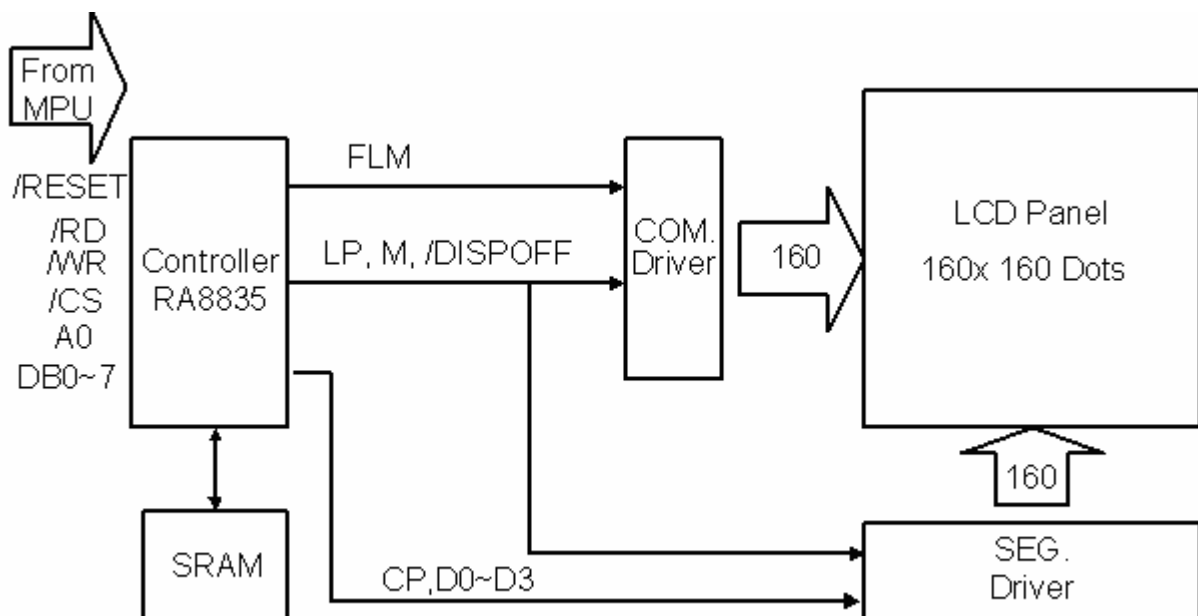 From
MPU
/RESET
/RD
/WR
/CS
A0
DB0~7
Controller
RA8835
SRAM
FLM
LP, M, /DISPOFF
CP,D0~D3
COM.
Driver
160
LCD Panel
160x 160 Dots
160
SEG.
Driver